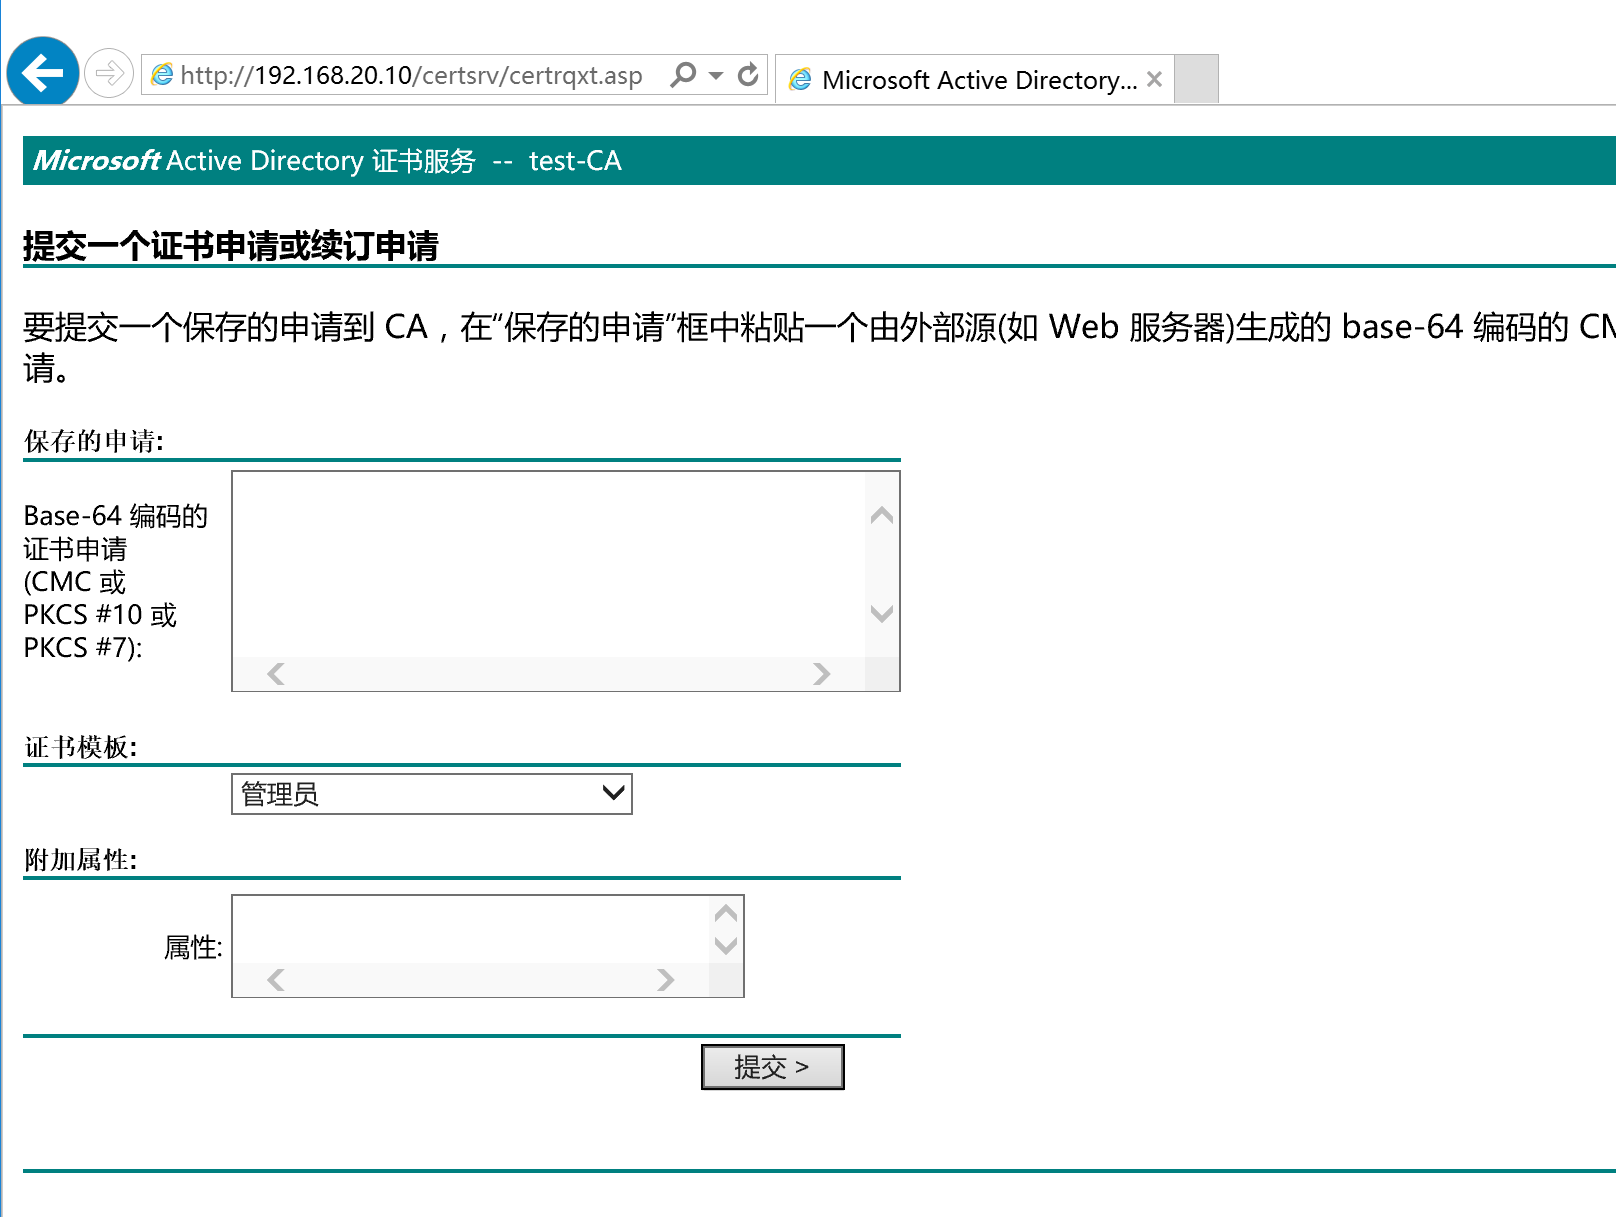 http://192.168.20.10/certsrv/certrqxt.asp
Microsoft Active Directory...
Microsoft Active Directory 证书服务 -- test-CA
提交一个证书申请或续订申请
要提交一个保存的申请到 CA，在“保存的申请”框中粘贴一个由外部源(如 Web 服务器)生成的 base-64 编码的
请。
保存的申请:
Base-64 编码的
证书申请
(CMC 或
PKCS #10 或
PKCS #7):
证书模板:
管理员
附加属性:
属性:
提交 >